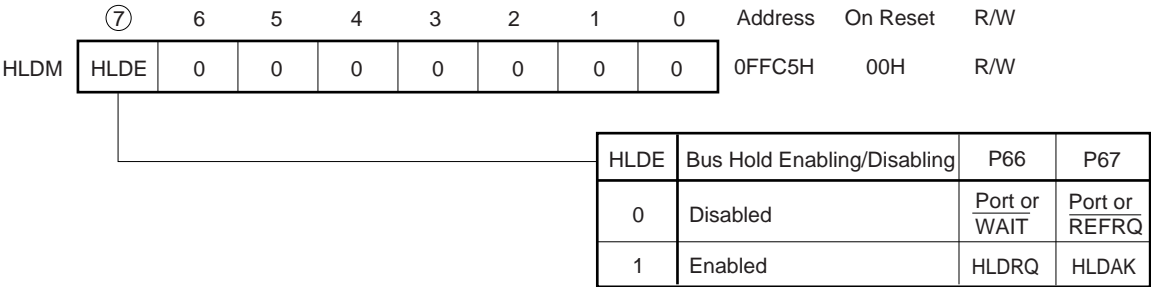 ⑦ 6 5 4 3 2 1 0 Address On Reset R/W
HLDM HLDE 0 0 0 0 0 0 0 0FFC5H 00H R/W
HLDE Bus Hold Enabling/Disabling P66 P67
0 Disabled Port or WAIT Port or REFRQ
1 Enabled HLDRQ HLDAK